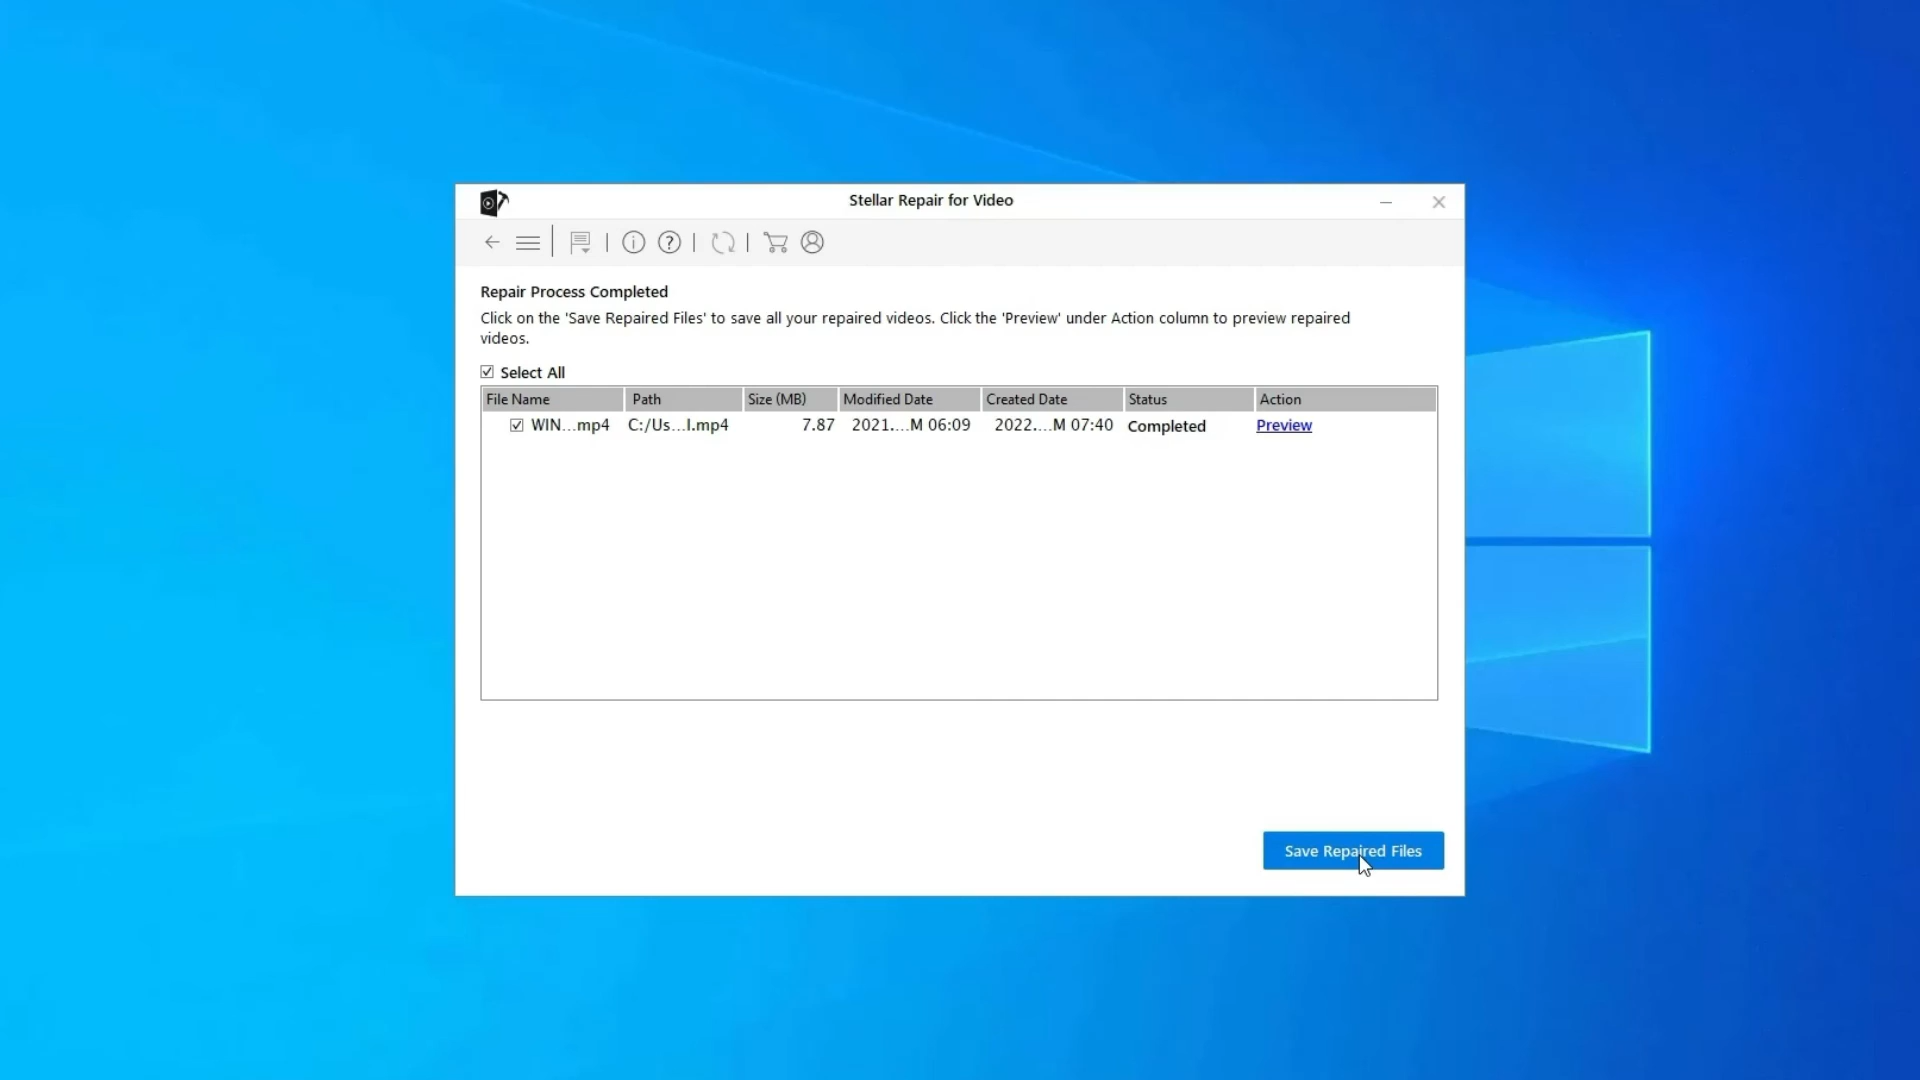 Stellar Repair for Video
Repair Process Completed
Click on the 'Save Repaired Files' to save all your repaired videos. Click the 'Preview' under Action column to preview repaired
videos.
Select All
File Name Path Size (MB) Modified Date Created Date Status Action
WIN...mp4 C:/Us...I.mp4 7.87 2021....M 06:09 2022....M 07:40 Completed Preview
Save Repaired Files